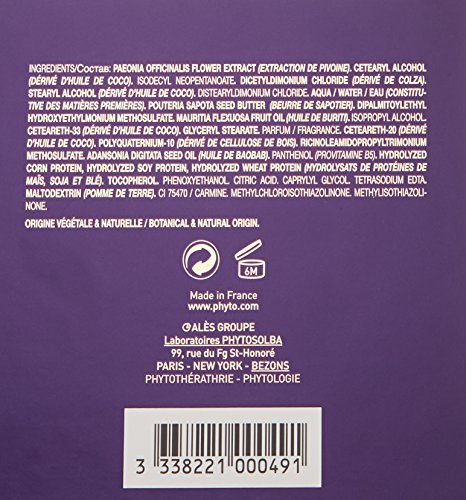 INGREDIENTS/Состав: PAEONIA OFFICINALIS FLOWER EXTRACT (EXTRACTION DE PIVOINE). CETEARYL ALCOHOL
(DÉRIVÉ D'HUILE DE COCO). ISODECYL NEOPENTANOATE. DICETYLDIMONIUM CHLORIDE (DÉRIVÉ DE COLZA).
STEARYL ALCOHOL (DÉRIVÉ D'HUILE DE COCO). DISTEARYLDIMONIUM CHLORIDE. AQUA / WATER / EAU (CONSTITU-
TIVE DES MATIÈRES PREMIÈRES). POUTERIA SAPOTA SEED BUTTER (BEURRE DE SAPOTIER). DIPALMITOYLETHYL
HYDROXYETHYLMONIUM METHOSULFATE. MAURITIA FLEXUOSA FRUIT OIL (HUILE DE BURITI). ISOPROPYL ALCOHOL.
CETEARETH-33 (DÉRIVÉ D'HUILE DE COCO). GLYCERYL STEARATE. PARFUM / FRAGRANCE. CETEARETH-20 (DÉRIVÉ
D'HUILE DE COCO). POLYQUATERNIUM-10 (DÉRIVÉ DE CELLULOSE DE BOIS). RICINOLEAMIDOPROPYLTRIMONIUM
METHOSULFATE. ADANSONIA DIGITATA SEED OIL (HUILE DE BAOBAB). PANTHENOL (PROVITAMINE B5). HYDROLYZED
CORN PROTEIN, HYDROLYZED SOY PROTEIN, HYDROLYZED WHEAT PROTEIN (HYDROLYSATS DE PROTÉINES DE
MAÏS, SOJA ET BLÉ). TOCOPHEROL. PHENOXYETHANOL. CITRIC ACID. CAPRYLYL GLYCOL. TETRASODIUM EDTA.
MALTODEXTRIN (POMME DE TERRE). CI 75470 / CARMINE. METHYLCHLOROISOTHIAZOLINONE. METHYLISOTHIAZOLI-
NONE.
ORIGINE VÉGÉTALE & NATURELLE / BOTANICAL & NATURAL ORIGIN.
6M
Made in France
www.phyto.com
ALÈS GROUPE
Laboratoires PHYTOSOLBA
99, rue du Fg St-Honoré
PARIS - NEW YORK - BEZONS
PHYTOTHÉRATHRIE - PHYTOLOGIE
3 338221 000491